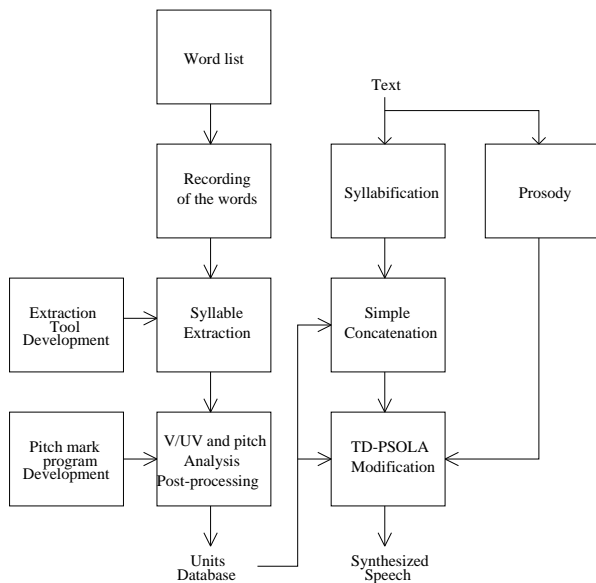 Word list
Text
Recording
of the words
Syllabification
Prosody
Extraction
Tool
Development
Syllable
Extraction
Simple
Concatenation
Pitch mark
program
Development
V/UV and pitch
Analysis
Post-processing
TD-PSOLA
Modification
Units
Database
Synthesized
Speech